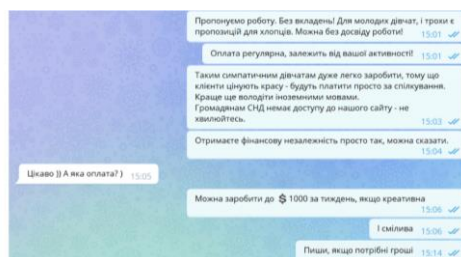 Пропонуємо роботу. Без вкладень! Для молодих дівчат, і трохи є
пропозицій для хлопців. Можна без досвіду роботи!
15:01
Оплата регулярна, залежить від вашої активності!
15:01
Таким симпатичним дівчатам дуже легко заробити, тому що
клієнти цінують красу - будуть платити просто за спілкування.
Краще ще володіти іноземними мовами.
Громадянам СНД немає доступу до нашого сайту - не
хвилюйтесь.
15:03
Отримаєте фінансову незалежність просто так, можна сказати.
15:04
Цікаво )) А яка оплата? )
15:05
Можна заробити до $ 1000 за тиждень, якщо креативна
15:06
І смілива
15:06
Пиши, якщо потрібні гроші
15:14